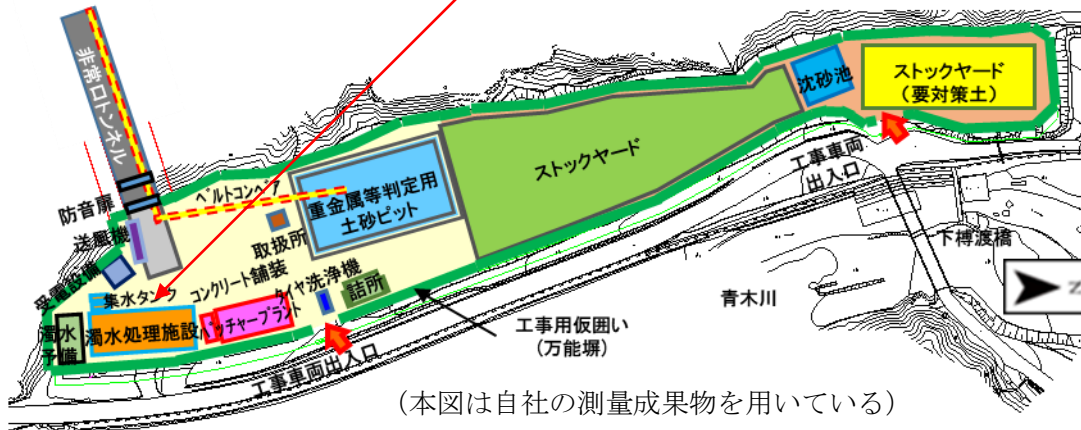 非常口トンネル
防音扉
送風機
受電設備
集水タンク
濁水
予備
濁水処理施設
コンクリート舗装
バッチャープラント
ベルトコンベア
取扱所
タイヤ洗浄機
詰所
重金属等判定用
土砂ピット
ストックヤード
沈砂池
ストックヤード
(要対策土)
工事車両
出入口
下榑渡橋
青木川
工事用仮囲い
(万能塀)
工事車両出入口
(本図は自社の測量成果物を用いている)